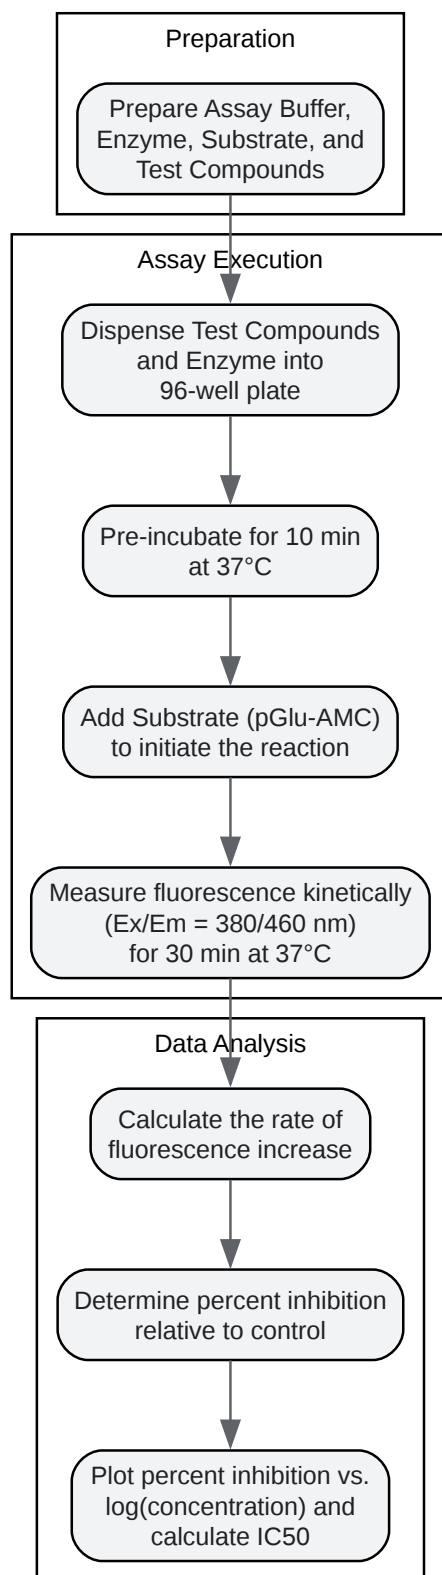 Preparation
Prepare Assay Buffer,
Enzyme, Substrate, and
Test Compounds
Assay Execution
Dispense Test Compounds
and Enzyme into
96-well plate
Pre-incubate for 10 min
at 37°C
Add Substrate (pGlu-AMC)
to initiate the reaction
Measure fluorescence kinetically
(Ex/Em = 380/460 nm)
for 30 min at 37°C
Data Analysis
Calculate the rate of
fluorescence increase
Determine percent inhibition
relative to control
Plot percent inhibition vs.
log(concentration) and
calculate IC50